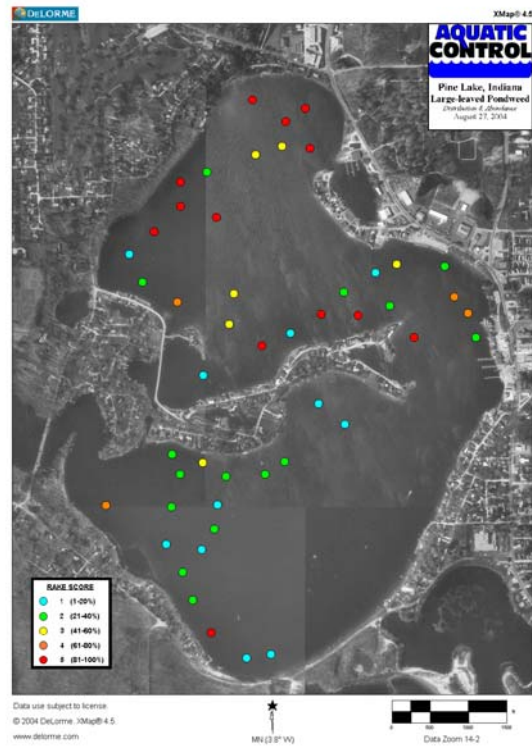 DELORME
XMap® 4.5
AQUATIC
CONTROL
Pine Lake, Indiana
Large-leaved Pondweed
Distribution & Abundance
August 27, 2004
RAKE SCORE
1 (1-20%)
2 (21-40%)
3 (41-60%)
4 (61-80%)
5 (81-100%)
Data use subject to license.
© 2004 DeLorme. XMap® 4.5.
www.delorme.com
MN (3.8° W)
Data Zoom 14-2